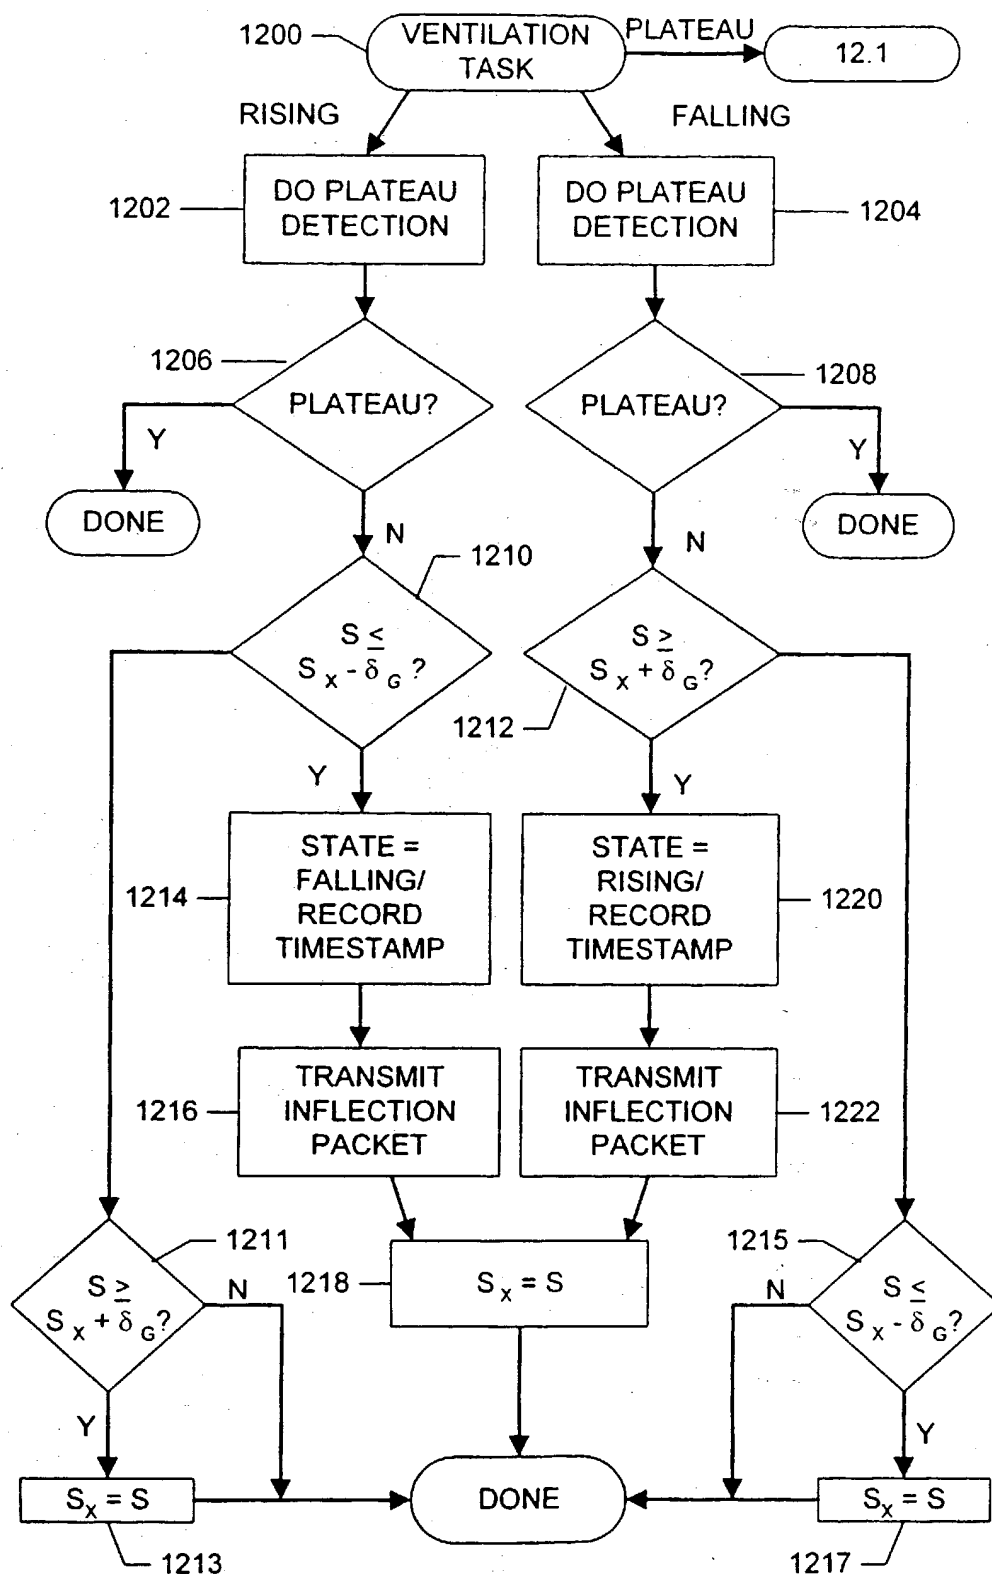 1200
VENTILATION
TASK
PLATEAU
12.1
RISING
FALLING
1202
DO PLATEAU
DETECTION
DO PLATEAU
DETECTION
1204
1206
PLATEAU?
Y
DONE
N
PLATEAU?
1208
Y
DONE
N
1210
S ≤
S X - δ G ?
S ≥
S X + δ G ?
1212
Y
Y
1214
STATE =
FALLING/
RECORD
TIMESTAMP
STATE =
RISING/
RECORD
TIMESTAMP
1220
1216
TRANSMIT
INFLECTION
PACKET
TRANSMIT
INFLECTION
PACKET
1222
1211
S ≥
S X + δ G ?
N
Y
1218
S X = S
1215
S ≤
S X - δ G ?
N
Y
S X = S
1213
DONE
S X = S
1217